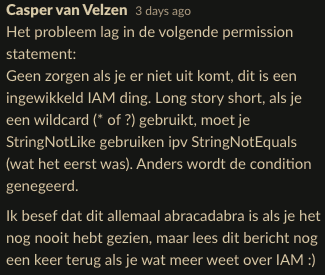 Casper van Velzen 3 days ago
Het probleem lag in de volgende permission
statement:
Geen zorgen als je er niet uit komt, dit is een
ingewikkeld IAM ding. Long story short, als je
een wildcard (* of ?) gebruikt, moet je
StringNotLike gebruiken ipv StringNotEquals
(wat het eerst was). Anders wordt de condition
genegeerd.
Ik besef dat dit allemaal abracadabra is als je het
nog nooit hebt gezien, maar lees dit bericht nog
een keer terug als je wat meer weet over IAM :)